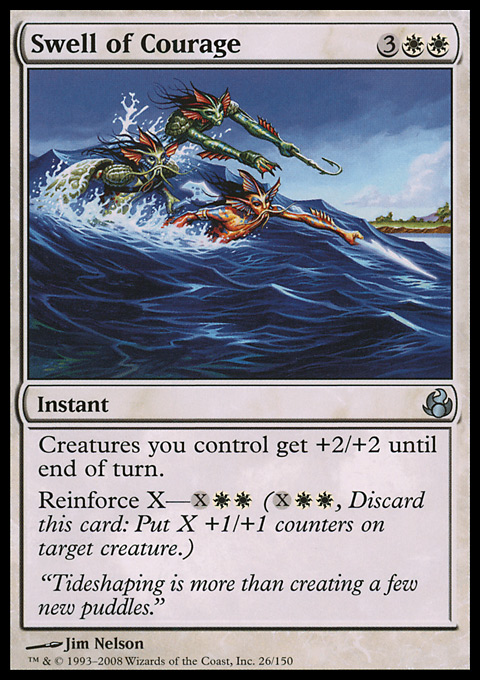 Swell of Courage 3
Instant
Creatures you control get +2/+2 until
end of turn.
Reinforce X—X (X, Discard
this card: Put X +1/+1 counters on
target creature.)
“Tideshaping is more than creating a few
new puddles.”
Jim Nelson
™ & © 1993–2008 Wizards of the Coast, Inc. 26/150